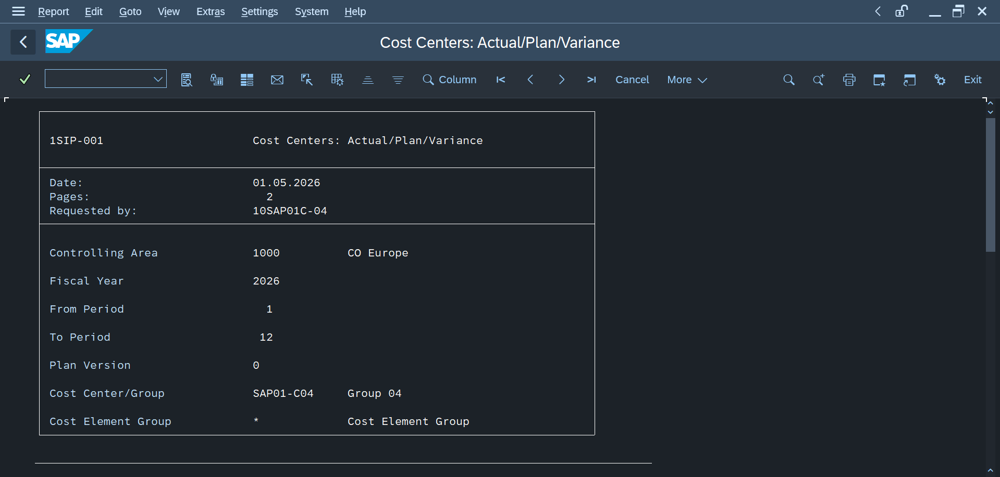 Report Edit Goto View Extras Settings System Help
SAP Cost Centers: Actual/Plan/Variance
Column Cancel More Exit
1SIP-001 Cost Centers: Actual/Plan/Variance
Date: 01.05.2026
Pages: 2
Requested by: 10SAP01C-04
Controlling Area 1000 CO Europe
Fiscal Year 2026
From Period 1
To Period 12
Plan Version 0
Cost Center/Group SAP01-C04 Group 04
Cost Element Group * Cost Element Group